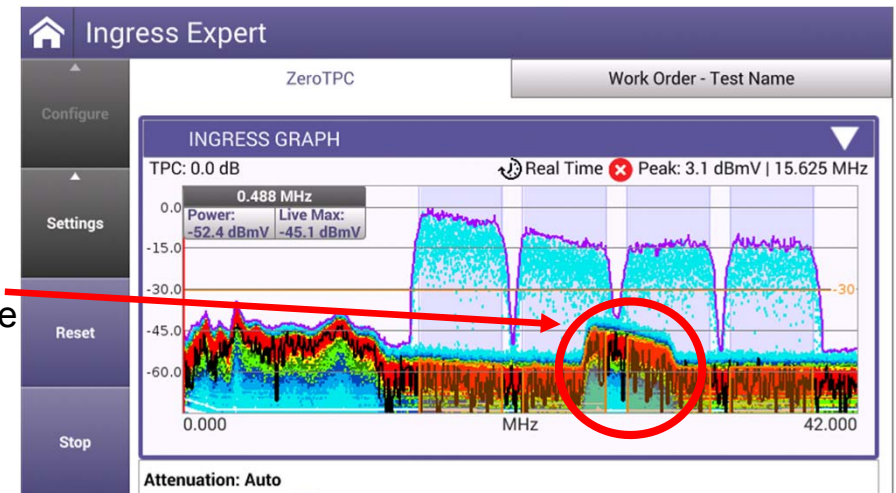 Ingress Expert
Configure
Settings
Reset
Stop
ZeroTPC
Work Order - Test Name
INGRESS GRAPH
TPC: 0.0 dB
Real Time
Peak: 3.1 dBmV | 15.625 MHz
0.488 MHz
Power: Live Max:
-52.4 dBmV -45.1 dBmV
0.0
-15.0
-30.0
-30
-45.0
-60.0
0.000 MHz 42.000
Attenuation: Auto
e